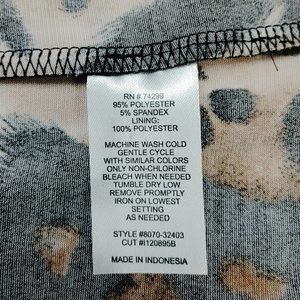 RN # 74299
95% POLYESTER
5% SPANDEX
LINING:
100% POLYESTER
MACHINE WASH COLD
GENTLE CYCLE
WITH SIMILAR COLORS
ONLY NON-CHLORINE
BLEACH WHEN NEEDED
TUMBLE DRY LOW
REMOVE PROMPTLY
IRON ON LOWEST
SETTING
AS NEEDED
STYLE #8070-32403
CUT #I120895B
MADE IN INDONESIA